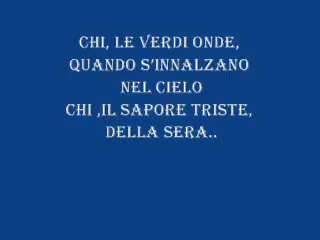 CHI, LE VERDI ONDE,
QUANDO S'INNALZANO
NEL CIELO
CHI ,IL SAPORE TRISTE,
DELLA SERA..